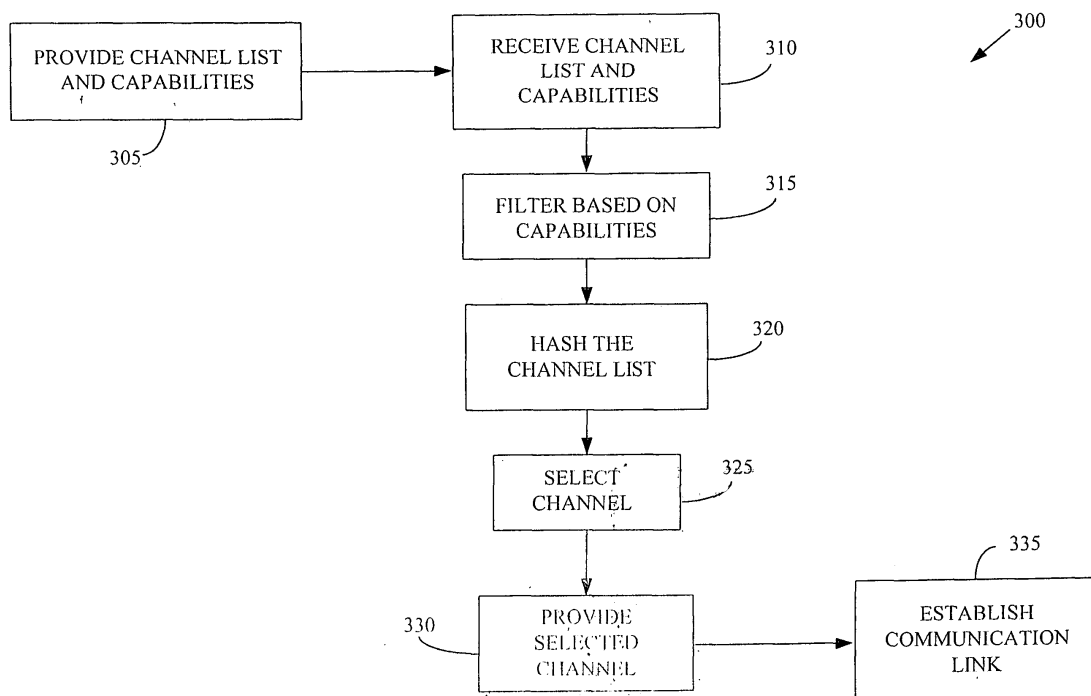 300
PROVIDE CHANNEL LIST
AND CAPABILITIES
305
RECEIVE CHANNEL
LIST AND
CAPABILITIES
310
FILTER BASED ON
CAPABILITIES
315
HASH THE
CHANNEL LIST
320
SELECT
CHANNEL
325
330
PROVIDE
SELECTED
CHANNEL
335
ESTABLISH
COMMUNICATION
LINK